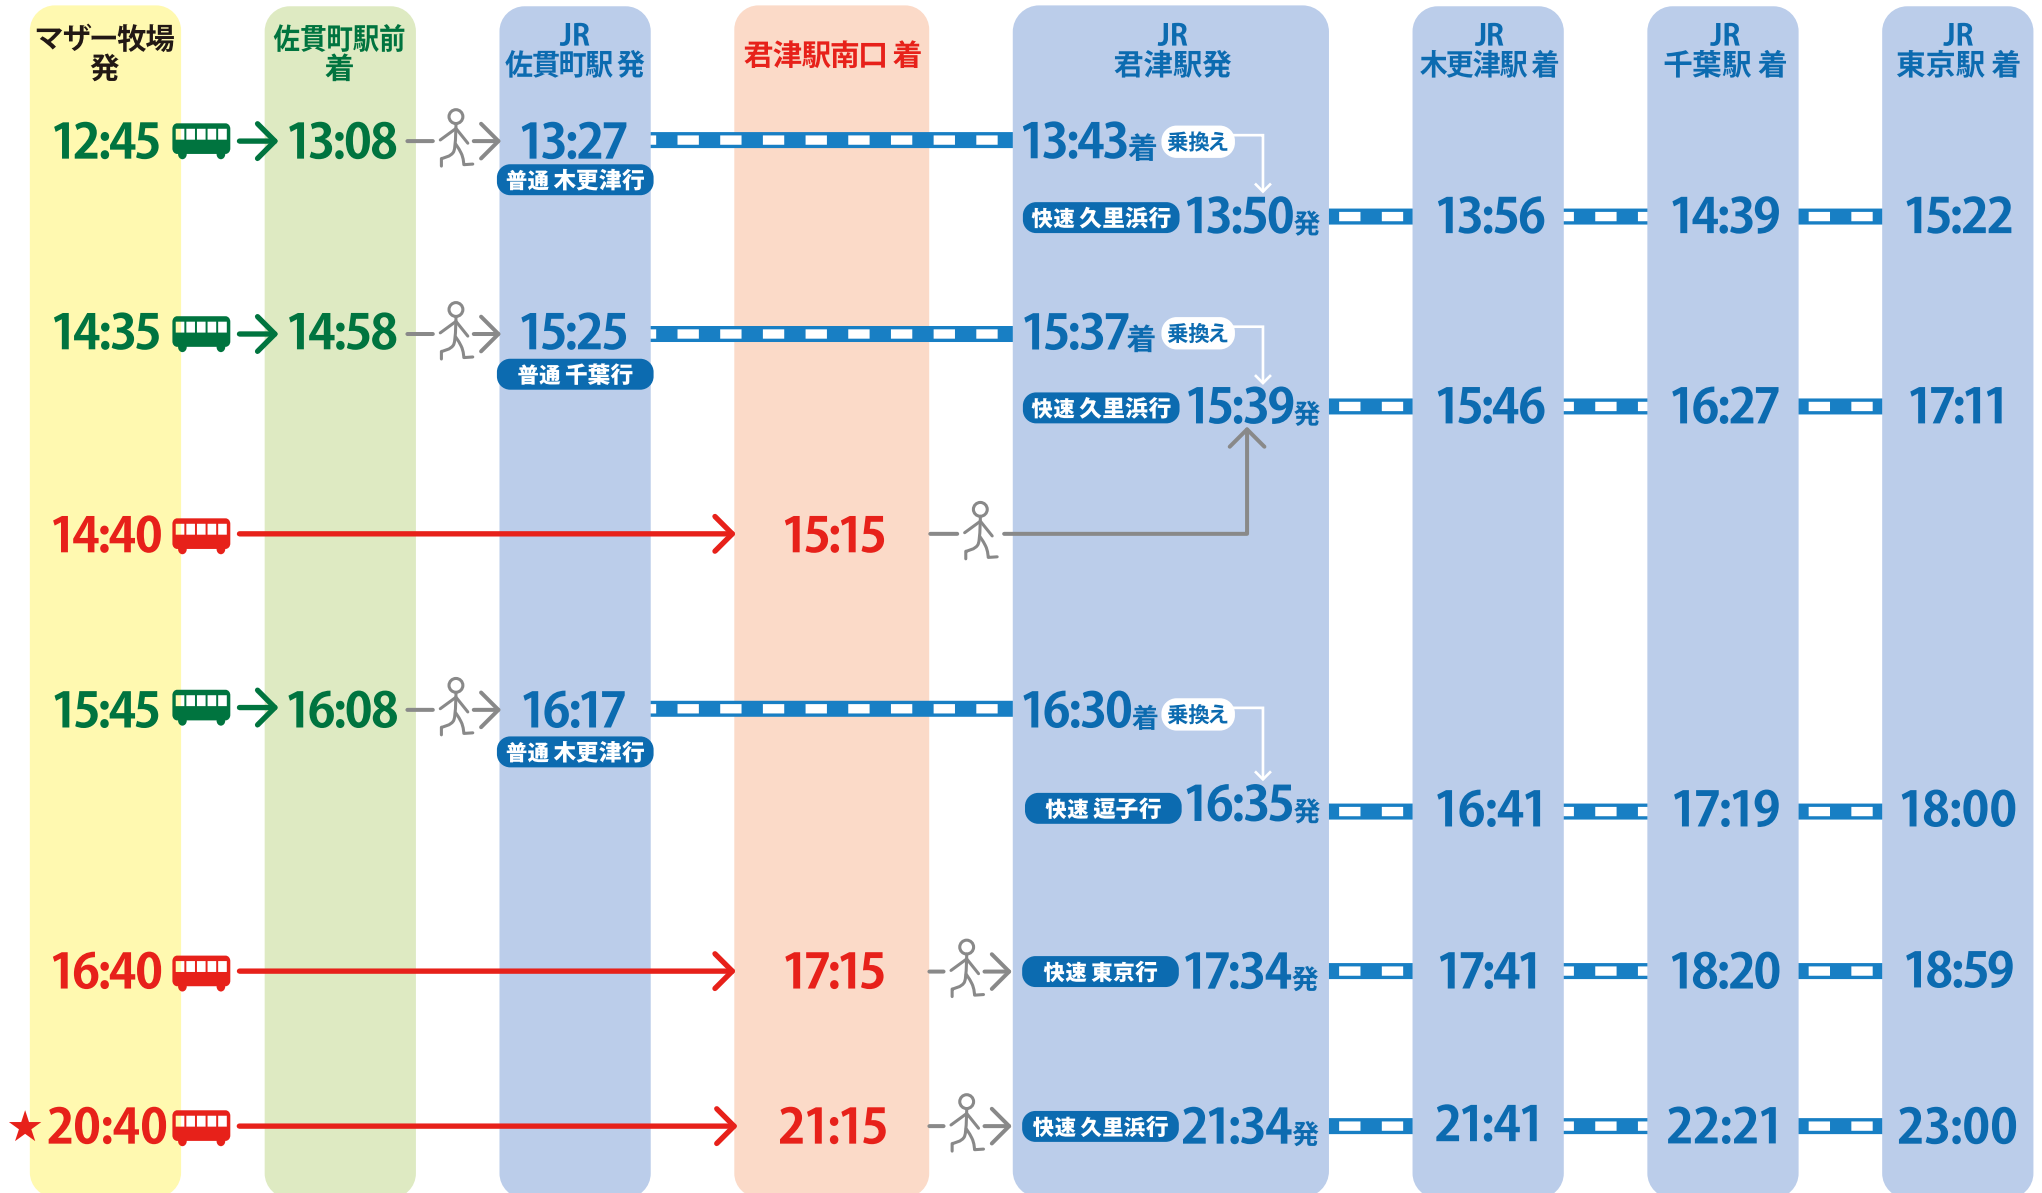 マザー牧場
発
佐貫町駅前
着
JR
佐貫町駅 発
君津駅南口 着
JR
君津駅発
JR
木更津駅 着
JR
千葉駅 着
JR
東京駅 着
12:45 13:08 13:27 13:43着 乗換え
普通 木更津行
快速 久里浜行 13:50発 13:56 14:39 15:22
14:35 14:58 15:25 15:37着 乗換え
普通 千葉行
快速 久里浜行 15:39発 15:46 16:27 17:11
14:40 15:15
15:45 16:08 16:17 16:30着 乗換え
普通 木更津行
快速 逗子行 16:35発 16:41 17:19 18:00
16:40 17:15 快速 東京行 17:34発 17:41 18:20 18:59
★20:40 21:15 快速 久里浜行 21:34発 21:41 22:21 23:00